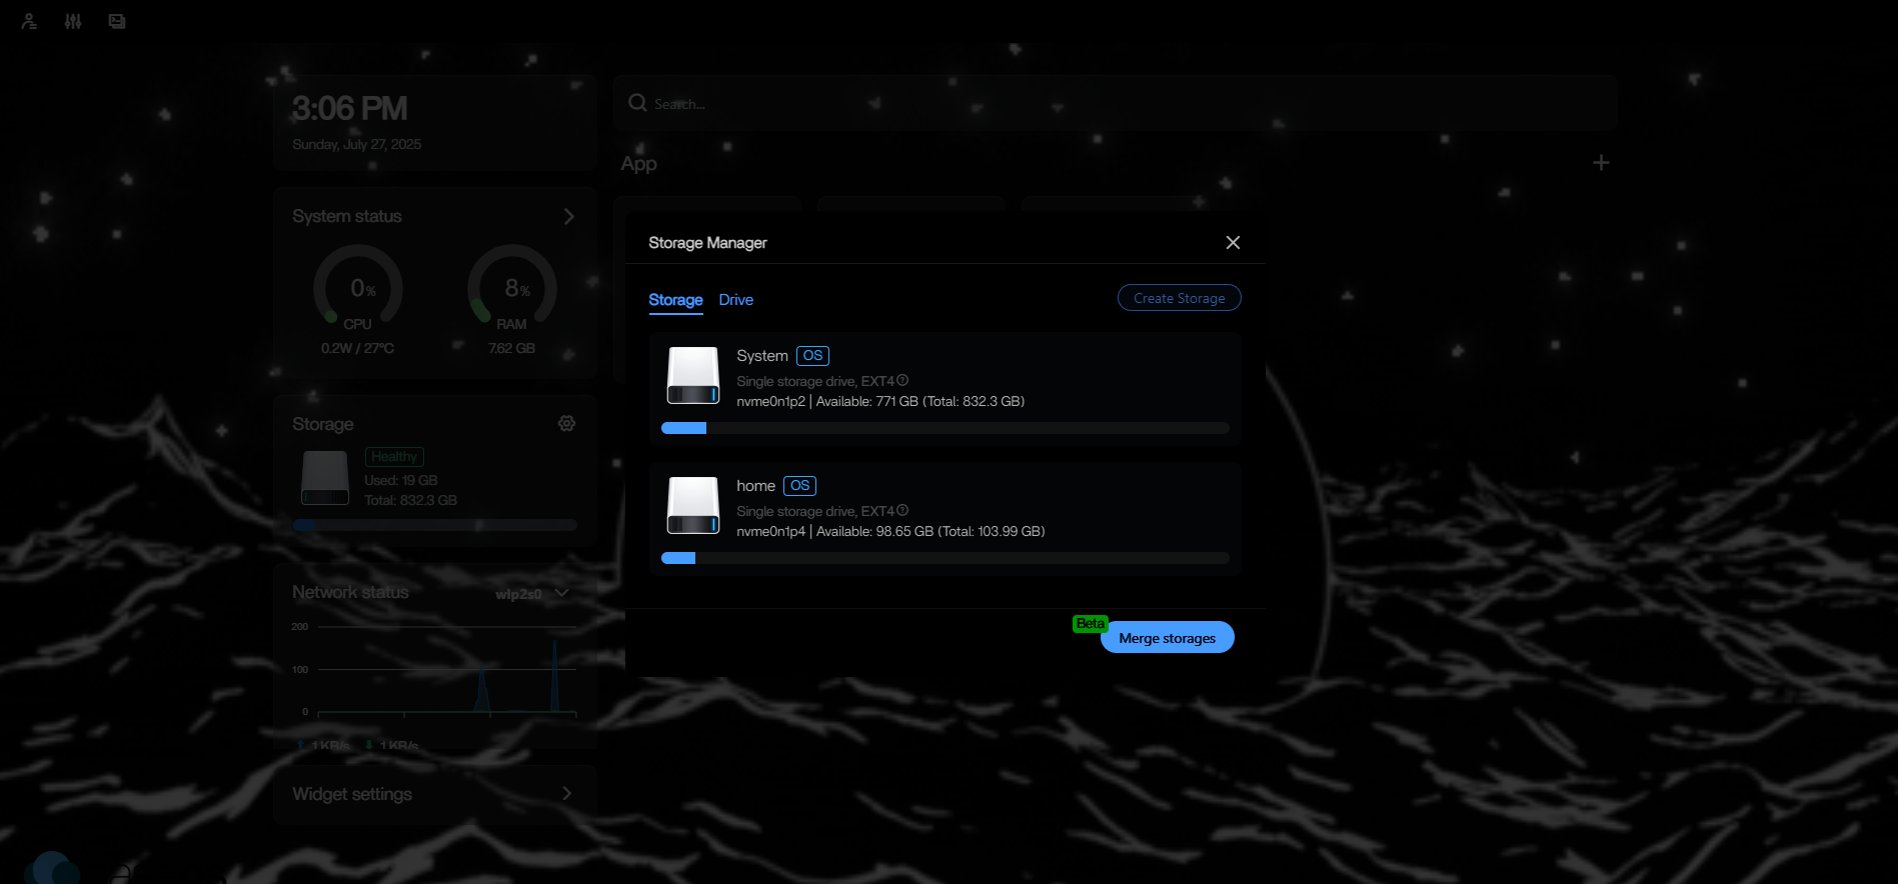 3:06 PM
Sunday, July 27, 2025
Search...
App
System status
0%
CPU
0.2W / 27°C
8%
RAM
7.62 GB
Storage
Healthy
Used: 19 GB
Total: 832.3 GB
Network status
wlp2s0
200
100
0
1 KB/s
1 KB/s
Widget settings
Storage Manager
Storage
Drive
Create Storage
System
OS
Single storage drive, EXT4
nvme0n1p2 | Available: 771 GB (Total: 832.3 GB)
home
OS
Single storage drive, EXT4
nvme0n1p4 | Available: 98.65 GB (Total: 103.99 GB)
Beta
Merge storages